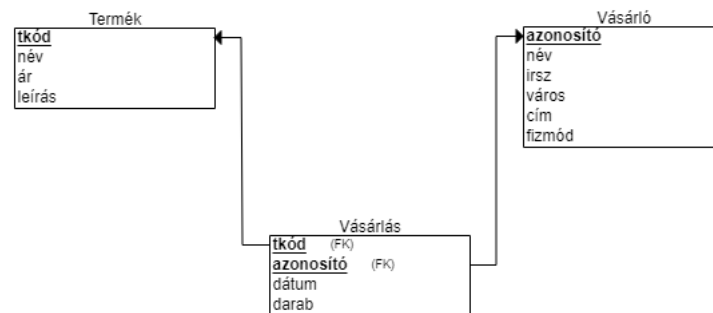 Termék
tkód
név
ár
leírás
Vásárló
azonosító
név
irsz
város
cím
fizmód
Vásárlás
tkód (FK)
azonosító (FK)
dátum
darab